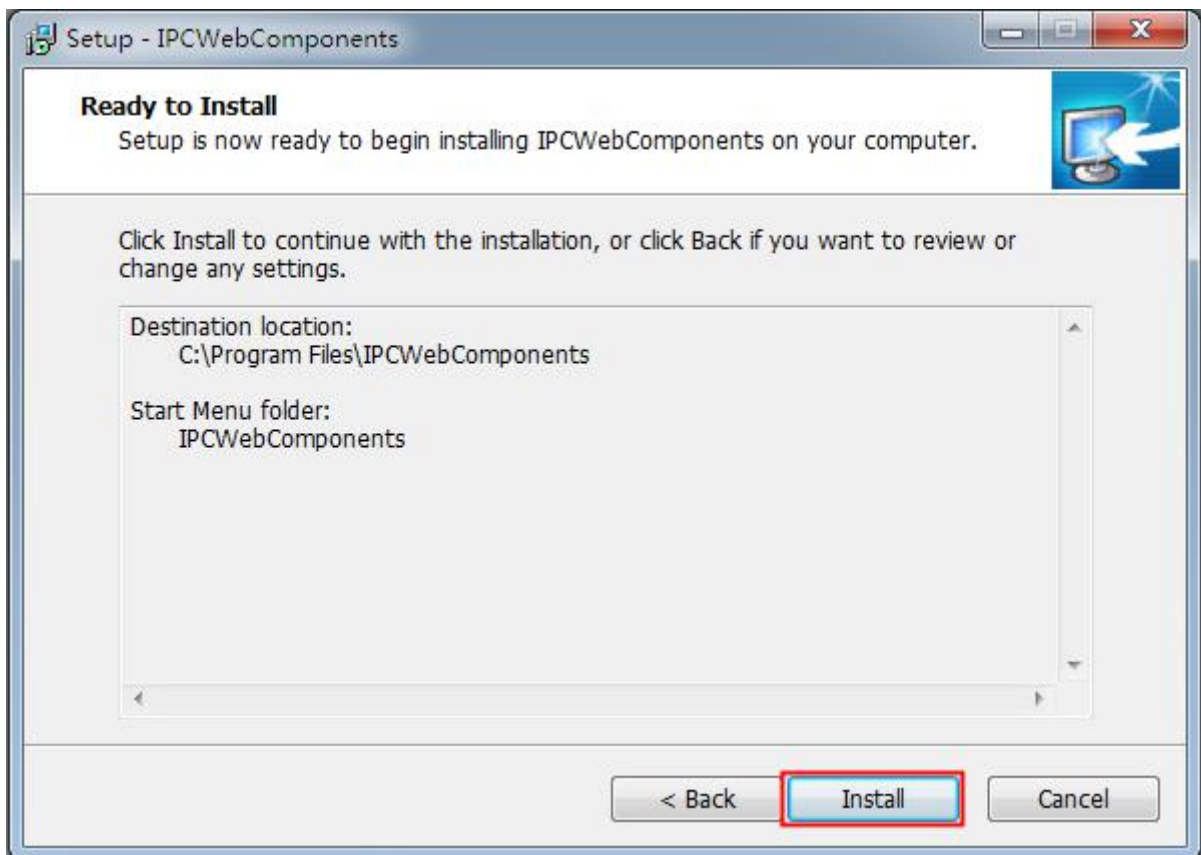 Setup - IPCWebComponents
Ready to Install
Setup is now ready to begin installing IPCWebComponents on your computer.
Click Install to continue with the installation, or click Back if you want to review or
change any settings.
Destination location:
C:\Program Files\IPCWebComponents
Start Menu folder:
IPCWebComponents
< Back
Install
Cancel